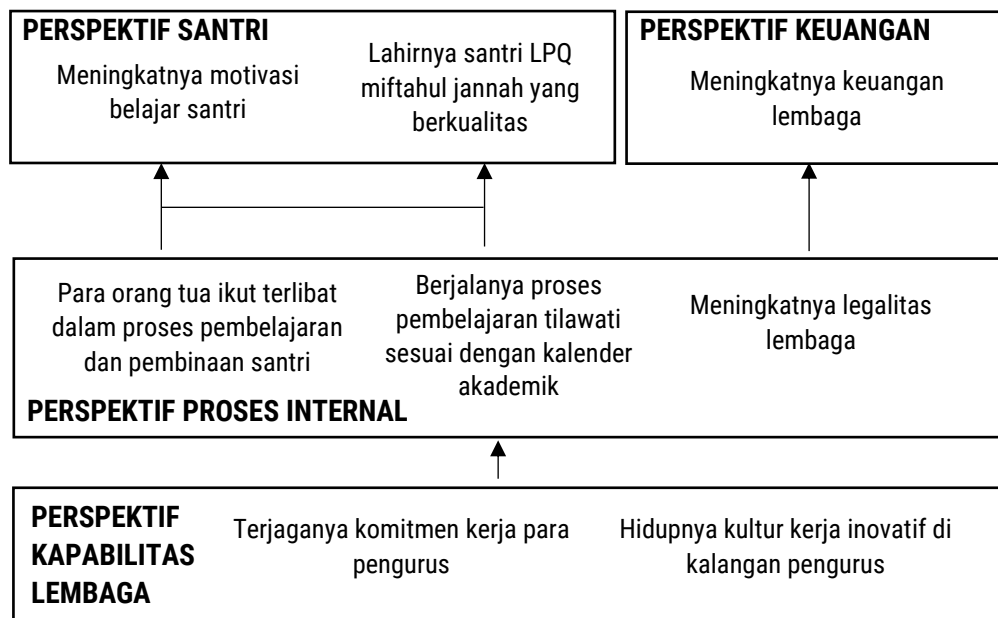 PERSPEKTIF SANTRI
Meningkatnya motivasi
belajar santri
Lahirnya santri LPQ
miftahul jannah yang
berkualitas
PERSPEKTIF KEUANGAN
Meningkatnya keuangan
lembaga
Para orang tua ikut terlibat
dalam proses pembelajaran
dan pembinaan santri
Berjalanya proses
pembelajaran tilawati
sesuai dengan kalender
akademik
Meningkatnya legalitas
lembaga
PERSPEKTIF PROSES INTERNAL
PERSPEKTIF
KAPABILITAS
LEMBAGA
Terjaganya komitmen kerja para
pengurus
Hidupnya kultur kerja inovatif di
kalangan pengurus